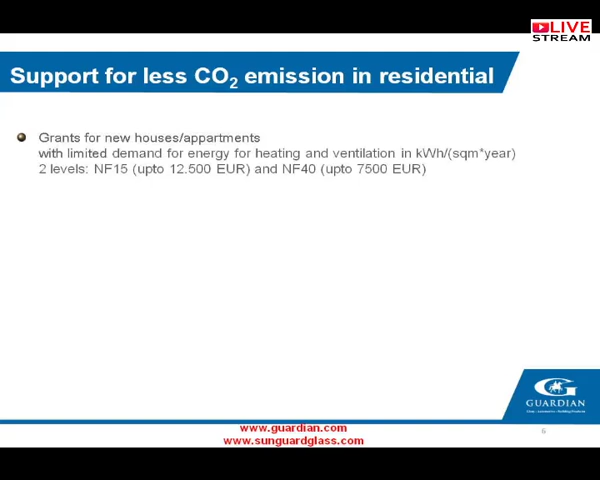 LIVE
STREAM
Support for less CO₂ emission in residential
Grants for new houses/appartments
with limited demand for energy for heating and ventilation in kWh/(sqm*year)
2 levels: NF15 (upto 12.500 EUR) and NF40 (upto 7500 EUR)
GUARDIAN
www.guardian.com
6
www.sunguardglass.com